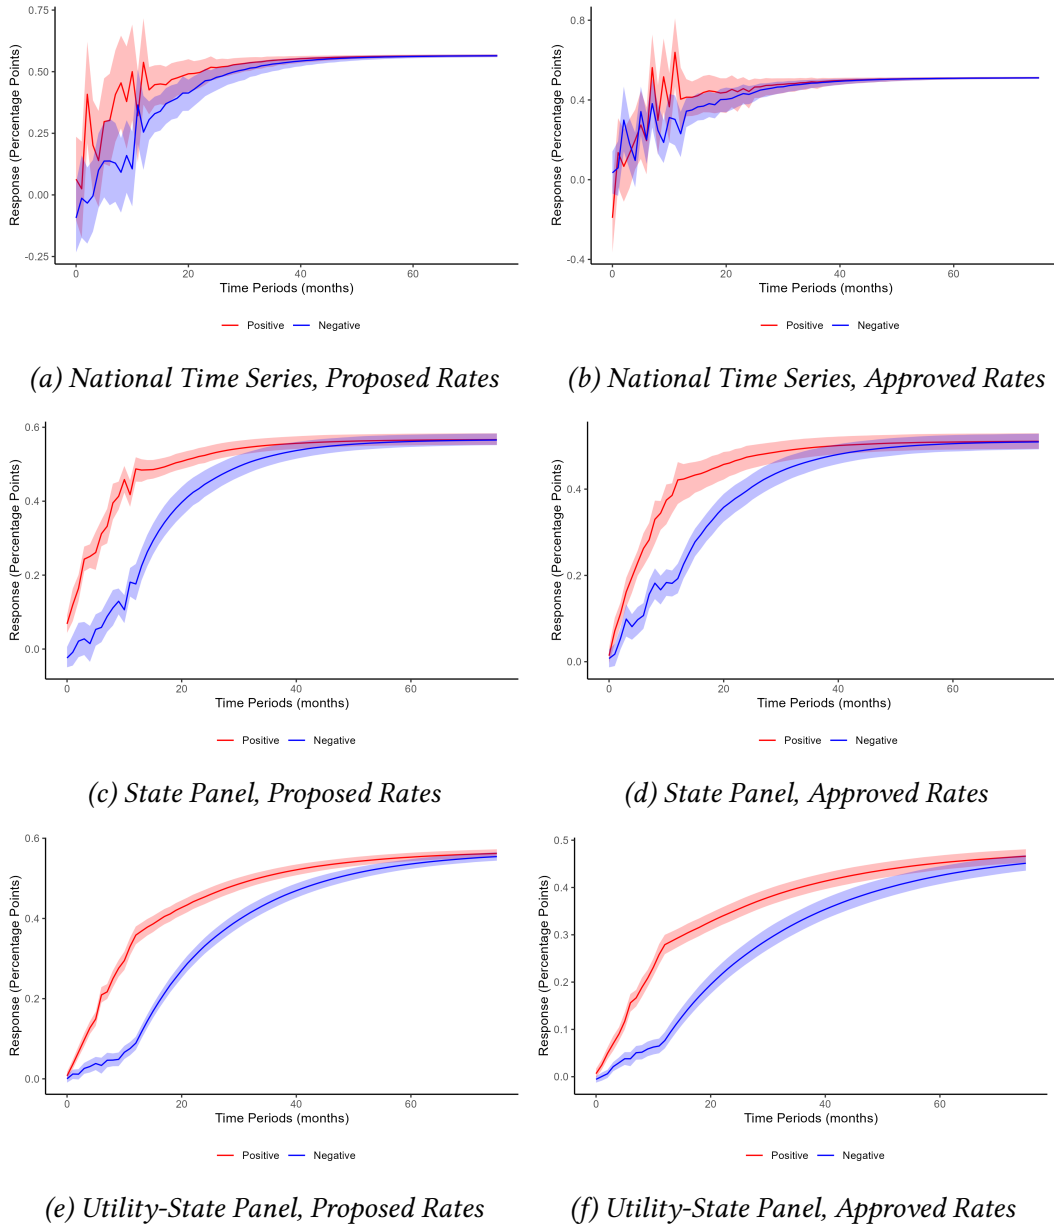 0.75
0.50
0.25
0.00
-0.25
Response (Percentage Points)
0
20
40
60
Time Periods (months)
Positive Negative
(a) National Time Series, Proposed Rates
0.8
0.4
0.0
-0.4
Response (Percentage Points)
0
20
40
60
Time Periods (months)
Positive Negative
(b) National Time Series, Approved Rates
0.6
0.4
0.2
0.0
Response (Percentage Points)
0
20
40
60
Time Periods (months)
Positive Negative
(c) State Panel, Proposed Rates
0.4
0.2
0.0
Response (Percentage Points)
0
20
40
60
Time Periods (months)
Positive Negative
(d) State Panel, Approved Rates
0.6
0.4
0.2
0.0
Response (Percentage Points)
0
20
40
60
Time Periods (months)
Positive Negative
(e) Utility-State Panel, Proposed Rates
0.5
0.4
0.3
0.2
0.1
0.0
Response (Percentage Points)
0
20
40
60
Time Periods (months)
Positive Negative
(f) Utility-State Panel, Approved Rates